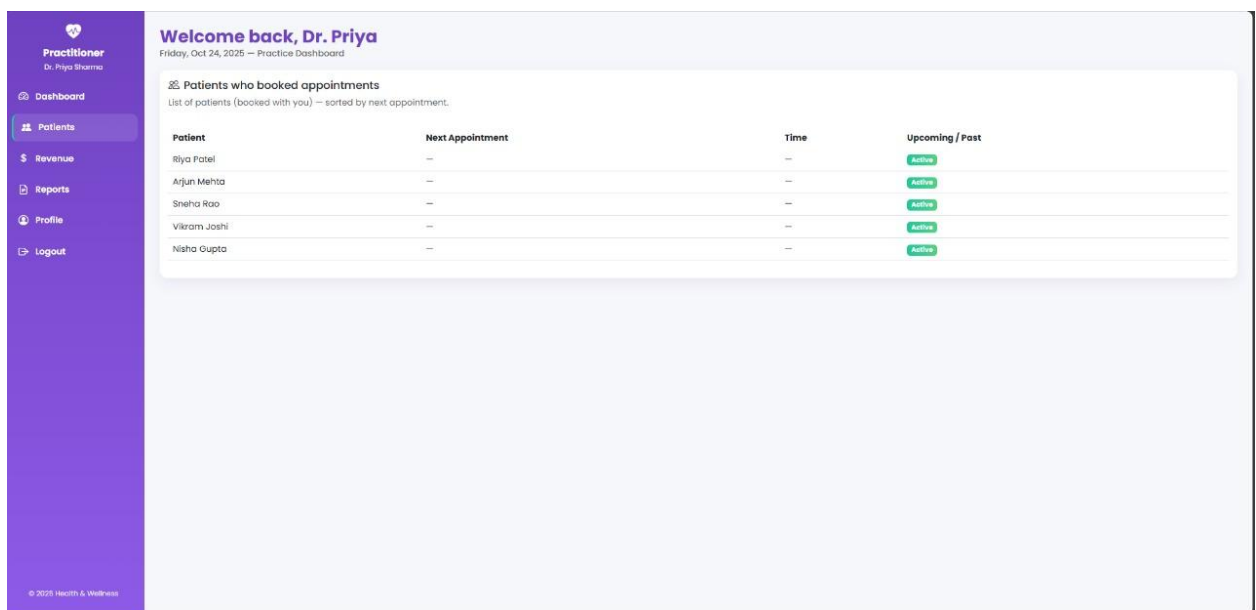 Practitioner
Dr. Priya Sharma
Dashboard
Patients
$ Revenue
Reports
Profile
Logout
© 2025 Health & Wellness
Welcome back, Dr. Priya
Friday, Oct 24, 2025 — Practice Dashboard
Patients who booked appointments
List of patients (booked with you) — sorted by next appointment.
Patient Next Appointment Time Upcoming / Past
Riya Patel — — Active
Arjun Mehta — — Active
Sneha Rao — — Active
Vikram Joshi — — Active
Nisha Gupta — — Active